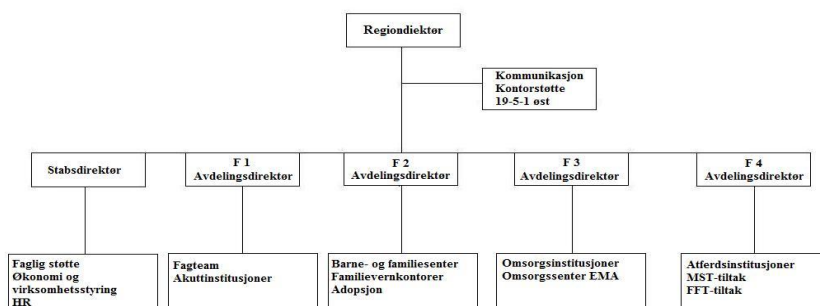 Regiondiektør
Kommunikasjon
Kontorstøtte
19-5-1 øst
Stabsdirektør
F 1
Avdelingsdirektør
F 2
Avdelingsdirektør
F 3
Avdelingsdirektør
F 4
Avdelingsdirektør
Faglig støtte
Økonomi og
virksomhetsstyring
HR
Fagteam
Akuttinstitusjoner
Barne- og familiesenter
Familievernkontorer
Adopsjon
Omsorgsinstitusjoner
Omsorgssenter EMA
Atferdsinstitusjoner
MST-tiltak
FFT-tiltak